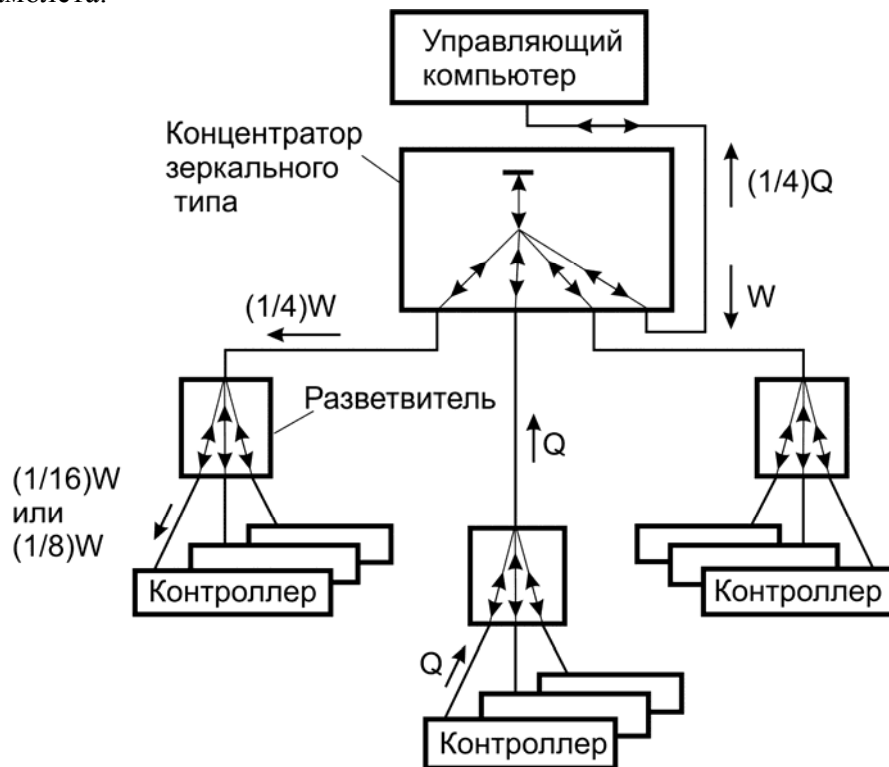 Управляющий
компьютер
Концентратор
зеркального
типа
(1/4)Q
W
(1/4)W
Разветвитель
Q
(1/16)W
или
(1/8)W
Контроллер
Контроллер
Q
Контроллер